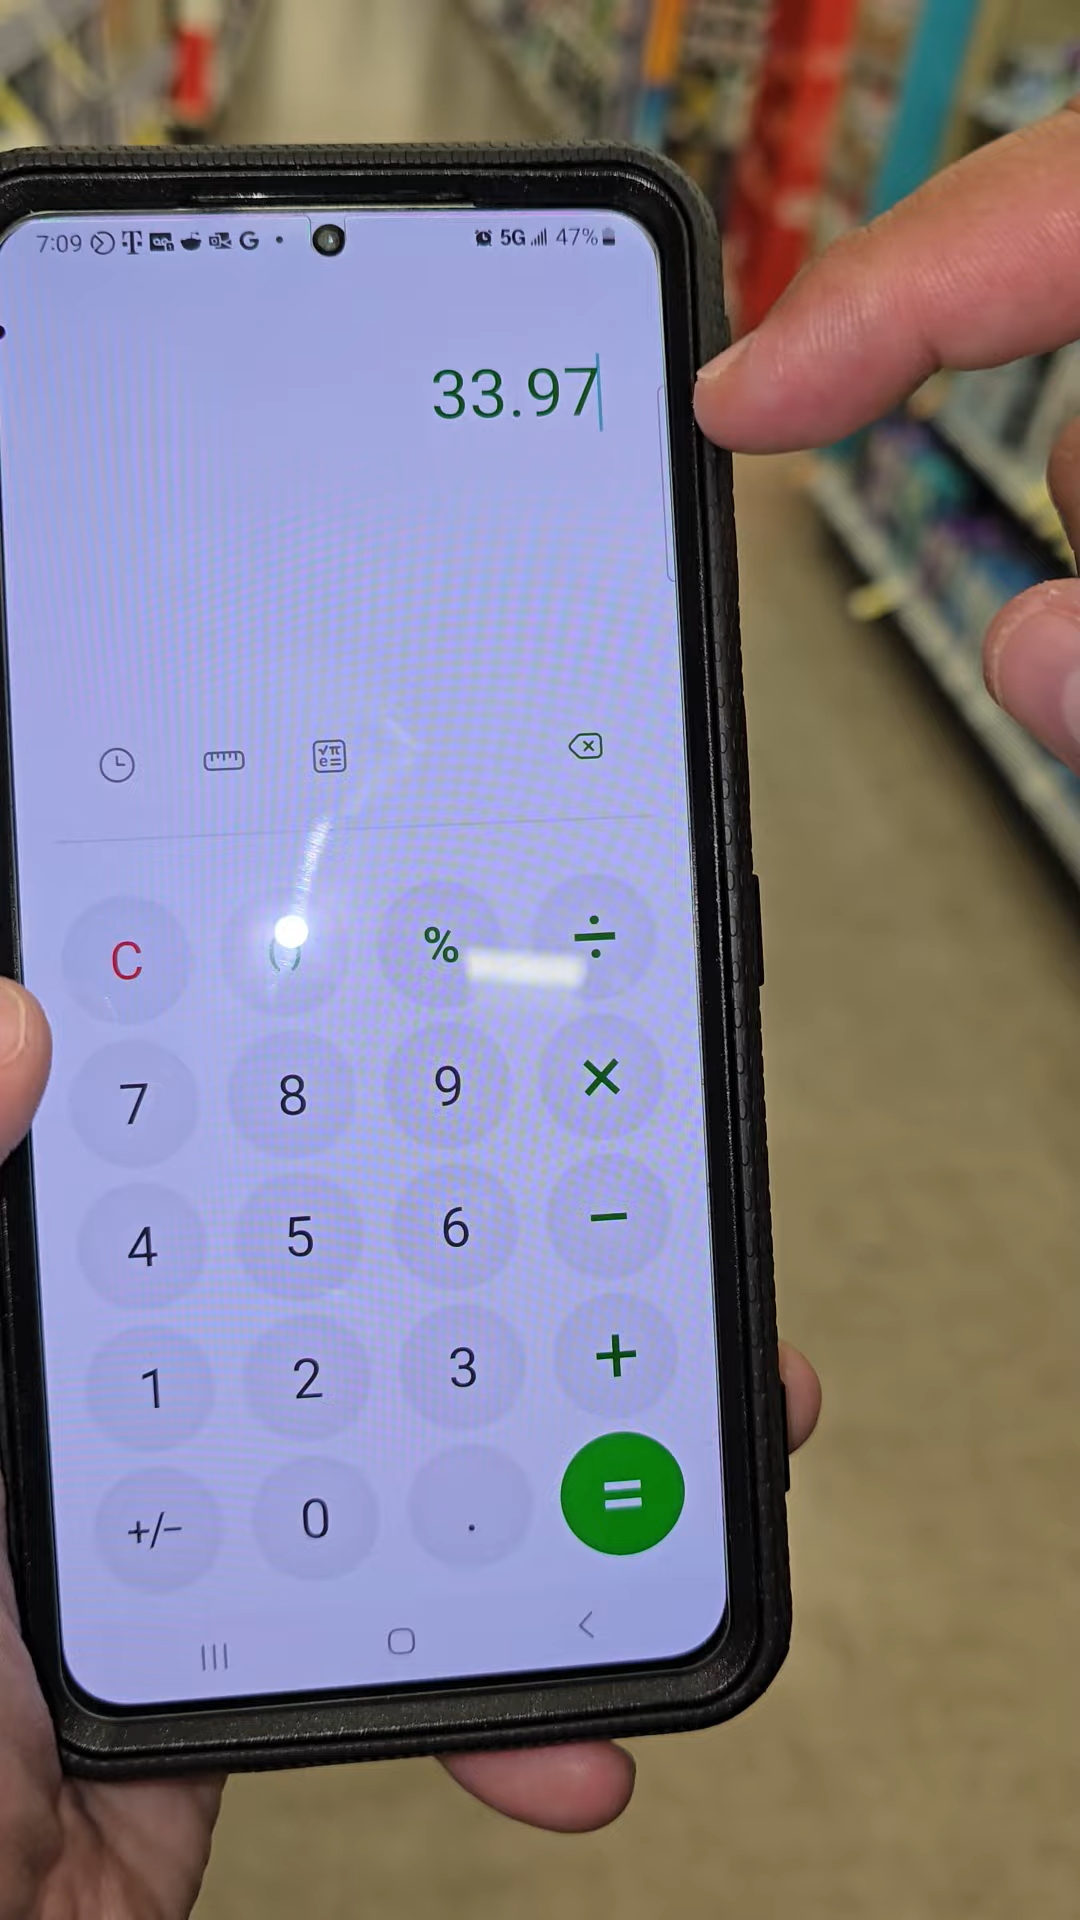 7:09 T G 5G 47%
33.97
√π
e=
C () % ÷
7 8 9 ×
4 5 6 −
1 2 3 +
+/− 0 . =